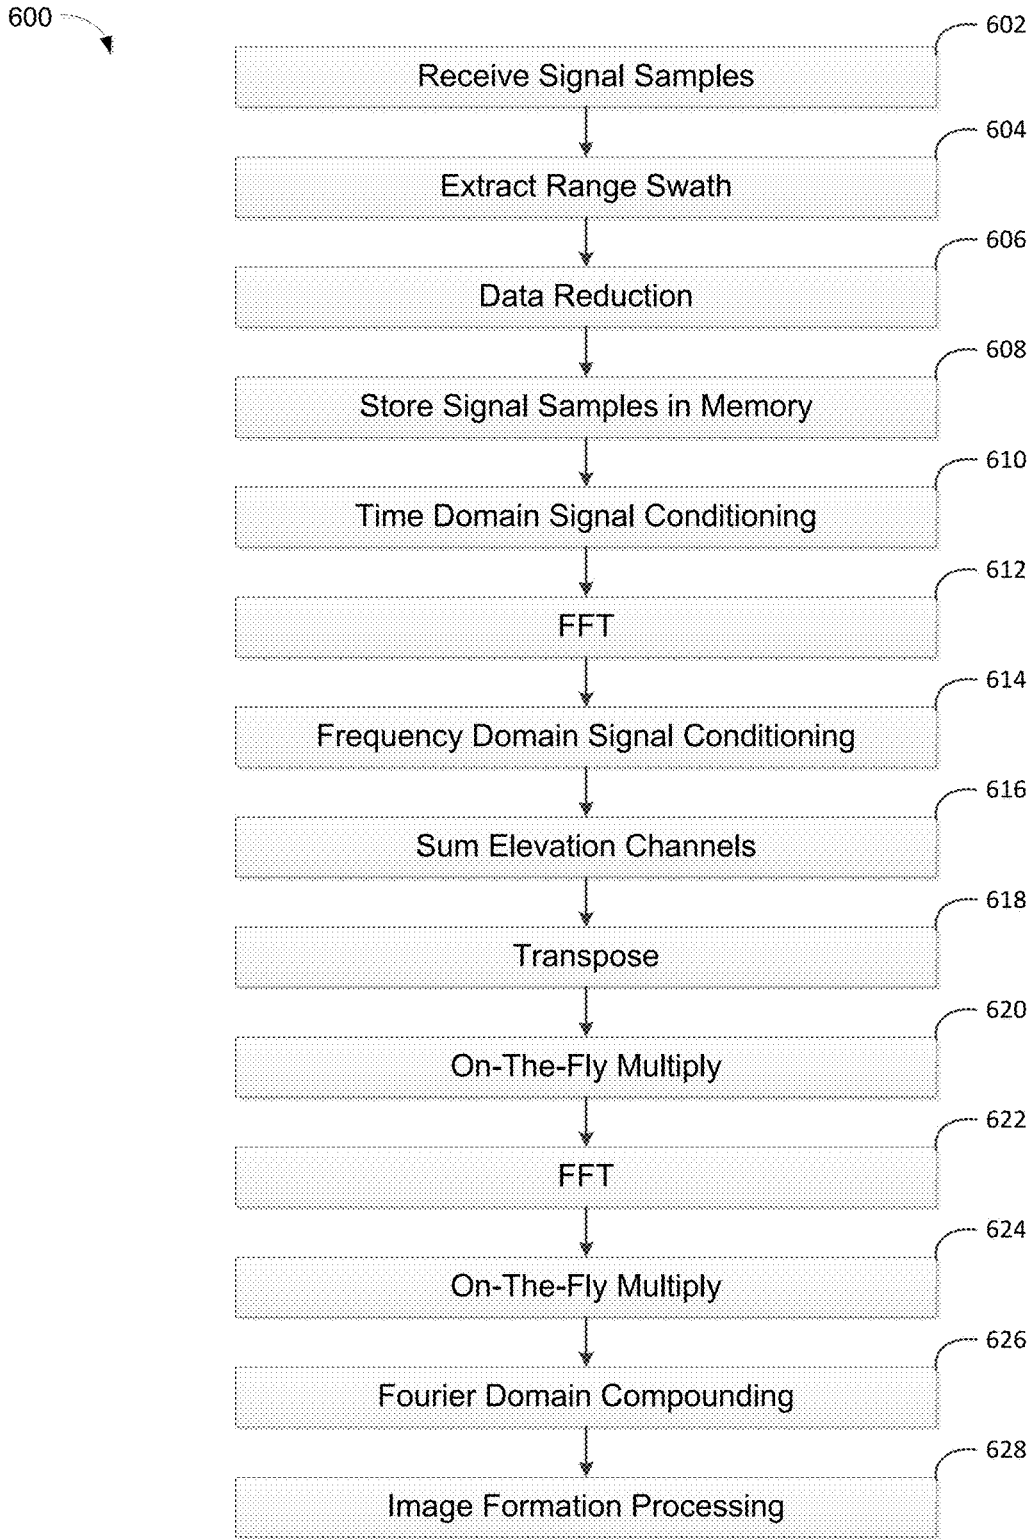 600
602
Receive Signal Samples
604
Extract Range Swath
606
Data Reduction
608
Store Signal Samples in Memory
610
Time Domain Signal Conditioning
612
FFT
614
Frequency Domain Signal Conditioning
616
Sum Elevation Channels
618
Transpose
620
On-The-Fly Multiply
622
FFT
624
On-The-Fly Multiply
626
Fourier Domain Compounding
628
Image Formation Processing